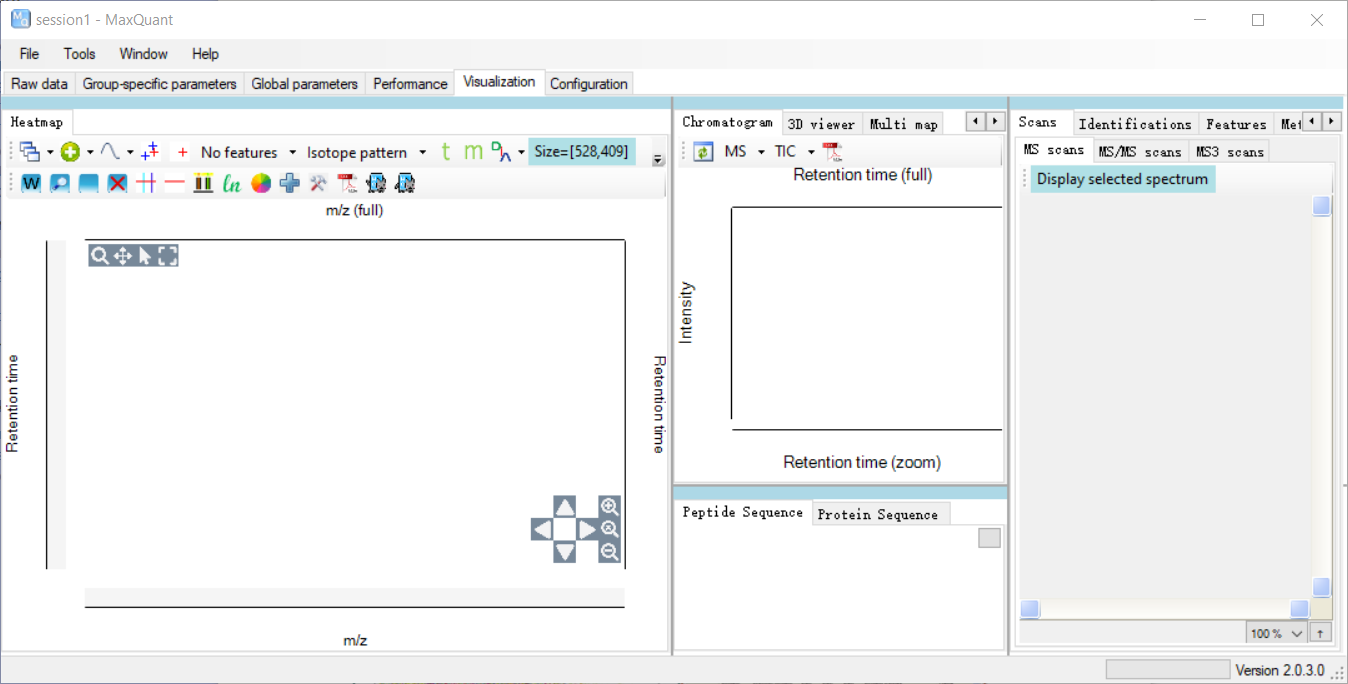 session1 - MaxQuant
File Tools Window Help
Raw data Group-specific parameters Global parameters Performance Visualization Configuration
Heatmap
No features Isotope pattern t m Size=[528,409]
W ln
m/z (full)
Retention time
Retention time
m/z
Chromatogram 3D viewer Multi map
MS TIC
Retention time (full)
Intensity
Retention time (zoom)
Peptide Sequence Protein Sequence
Scans Identifications Features Met
MS scans MS/MS scans MS3 scans
Display selected spectrum
100 %
Version 2.0.3.0